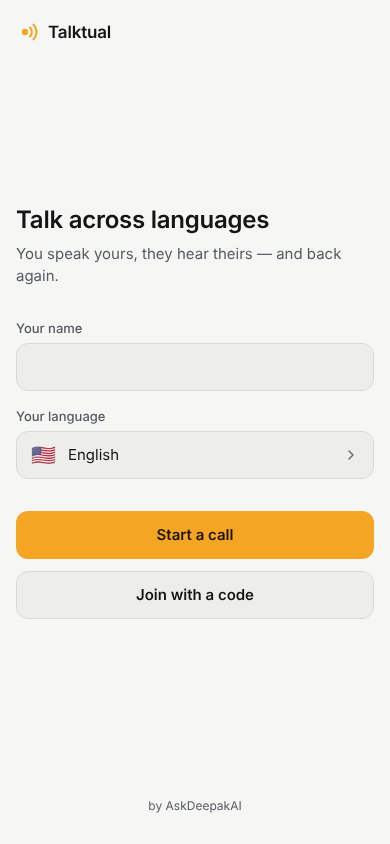 Talktual
Talk across languages
You speak yours, they hear theirs — and back
again.
Your name
Your language
English
Start a call
Join with a code
by AskDeepakAI